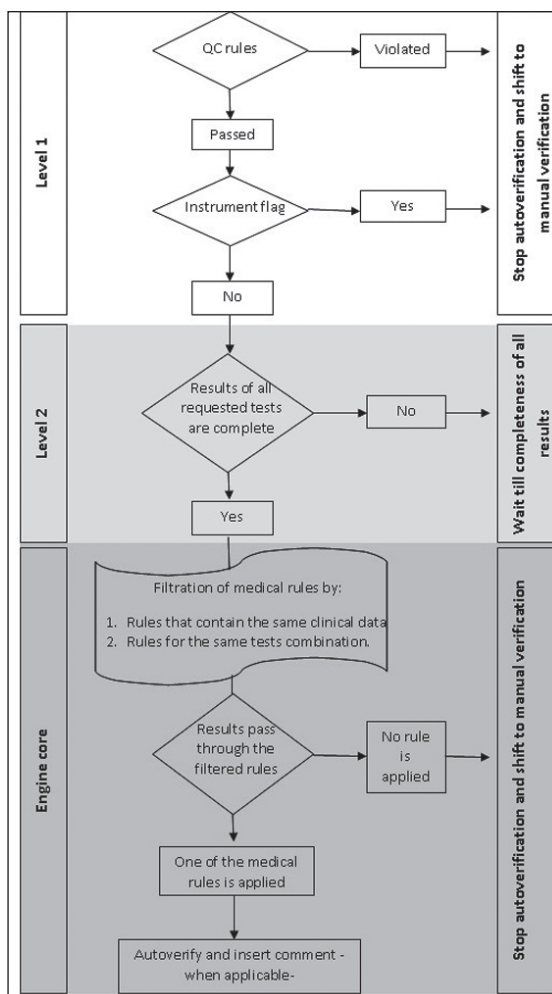 Level 1
QC rules
Violated
Stop autoverification and shift to
manual verification
Passed
Instrument flag
Yes
No
Level 2
Results of all
requested tests
are complete
No
Wait till completeness of all
results
Yes
Engine core
Filtration of medical rules by:
1. Rules that contain the same clinical data
2. Rules for the same tests combination.
Results pass
through the
filtered rules
No rule
is
applied
Stop autoverification and shift to manual verification
One of the medical
rules is applied
Autoverify and insert comment -
when applicable-